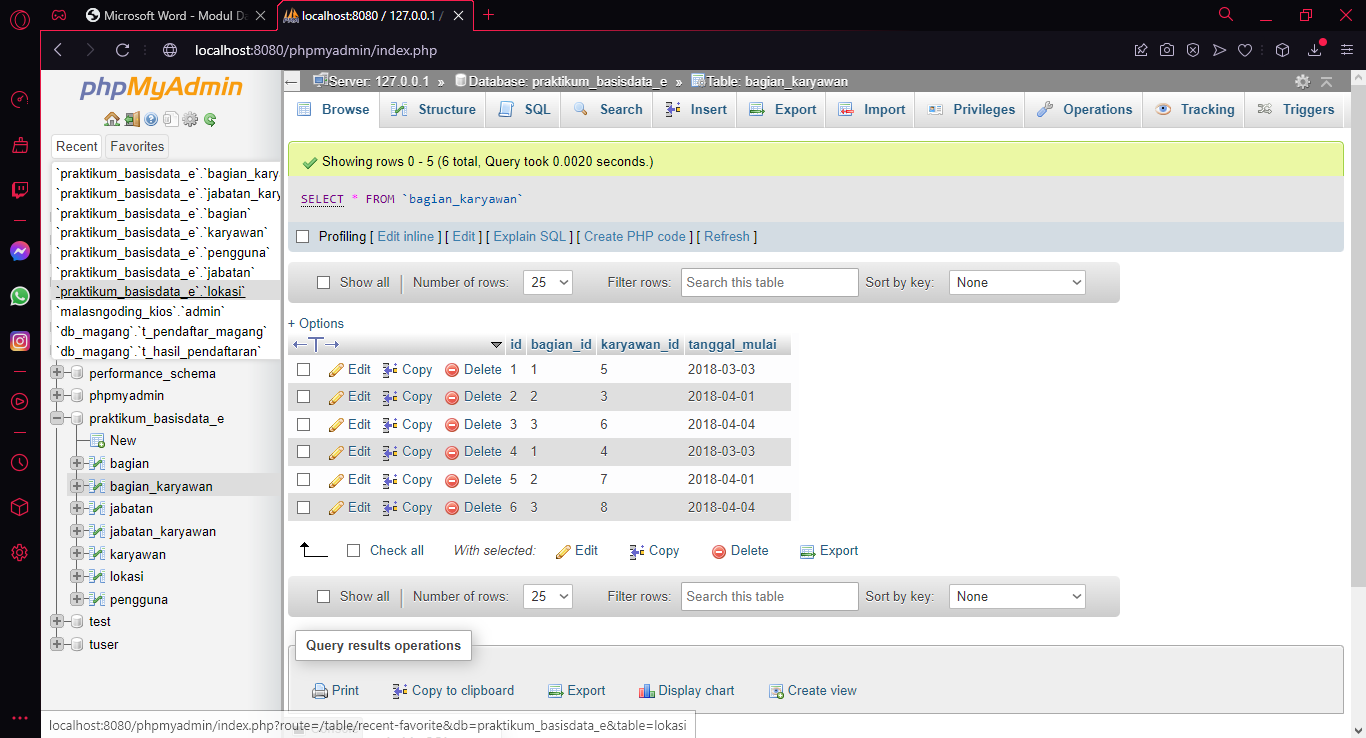 Microsoft Word - Modul Da
localhost:8080 / 127.0.0.1 /
localhost:8080/phpmyadmin/index.php
phpMyAdmin
Recent Favorites
`praktikum_basisdata_e`.`bagian_kary
`praktikum_basisdata_e`.`jabatan_kary
`praktikum_basisdata_e`.`bagian`
`praktikum_basisdata_e`.`karyawan`
`praktikum_basisdata_e`.`pengguna`
`praktikum_basisdata_e`.`jabatan`
`praktikum_basisdata_e`.`lokasi`
`malasngoding_kios`.`admin`
`db_magang`.`t_pendaftar_magang`
`db_magang`.`t_hasil_pendaftaran`
performance_schema
phpmyadmin
praktikum_basisdata_e
New
bagian
bagian_karyawan
jabatan
jabatan_karyawan
karyawan
lokasi
pengguna
test
tuser
Server: 127.0.0.1 » Database: praktikum_basisdata_e » Table: bagian_karyawan
Browse Structure SQL Search Insert Export Import Privileges Operations Tracking Triggers
Showing rows 0 - 5 (6 total, Query took 0.0020 seconds.)
SELECT * FROM `bagian_karyawan`
Profiling [ Edit inline ] [ Edit ] [ Explain SQL ] [ Create PHP code ] [ Refresh ]
Show all Number of rows: 25 Filter rows: Search this table Sort by key: None
+ Options
id bagian_id karyawan_id tanggal_mulai
Edit Copy Delete 1 1 5 2018-03-03
Edit Copy Delete 2 2 3 2018-04-01
Edit Copy Delete 3 3 6 2018-04-04
Edit Copy Delete 4 1 4 2018-03-03
Edit Copy Delete 5 2 7 2018-04-01
Edit Copy Delete 6 3 8 2018-04-04
Check all With selected: Edit Copy Delete Export
Show all Number of rows: 25 Filter rows: Search this table Sort by key: None
Query results operations
Print Copy to clipboard Export Display chart Create view
localhost:8080/phpmyadmin/index.php?route=/table/recent-favorite&db=praktikum_basisdata_e&table=lokasi